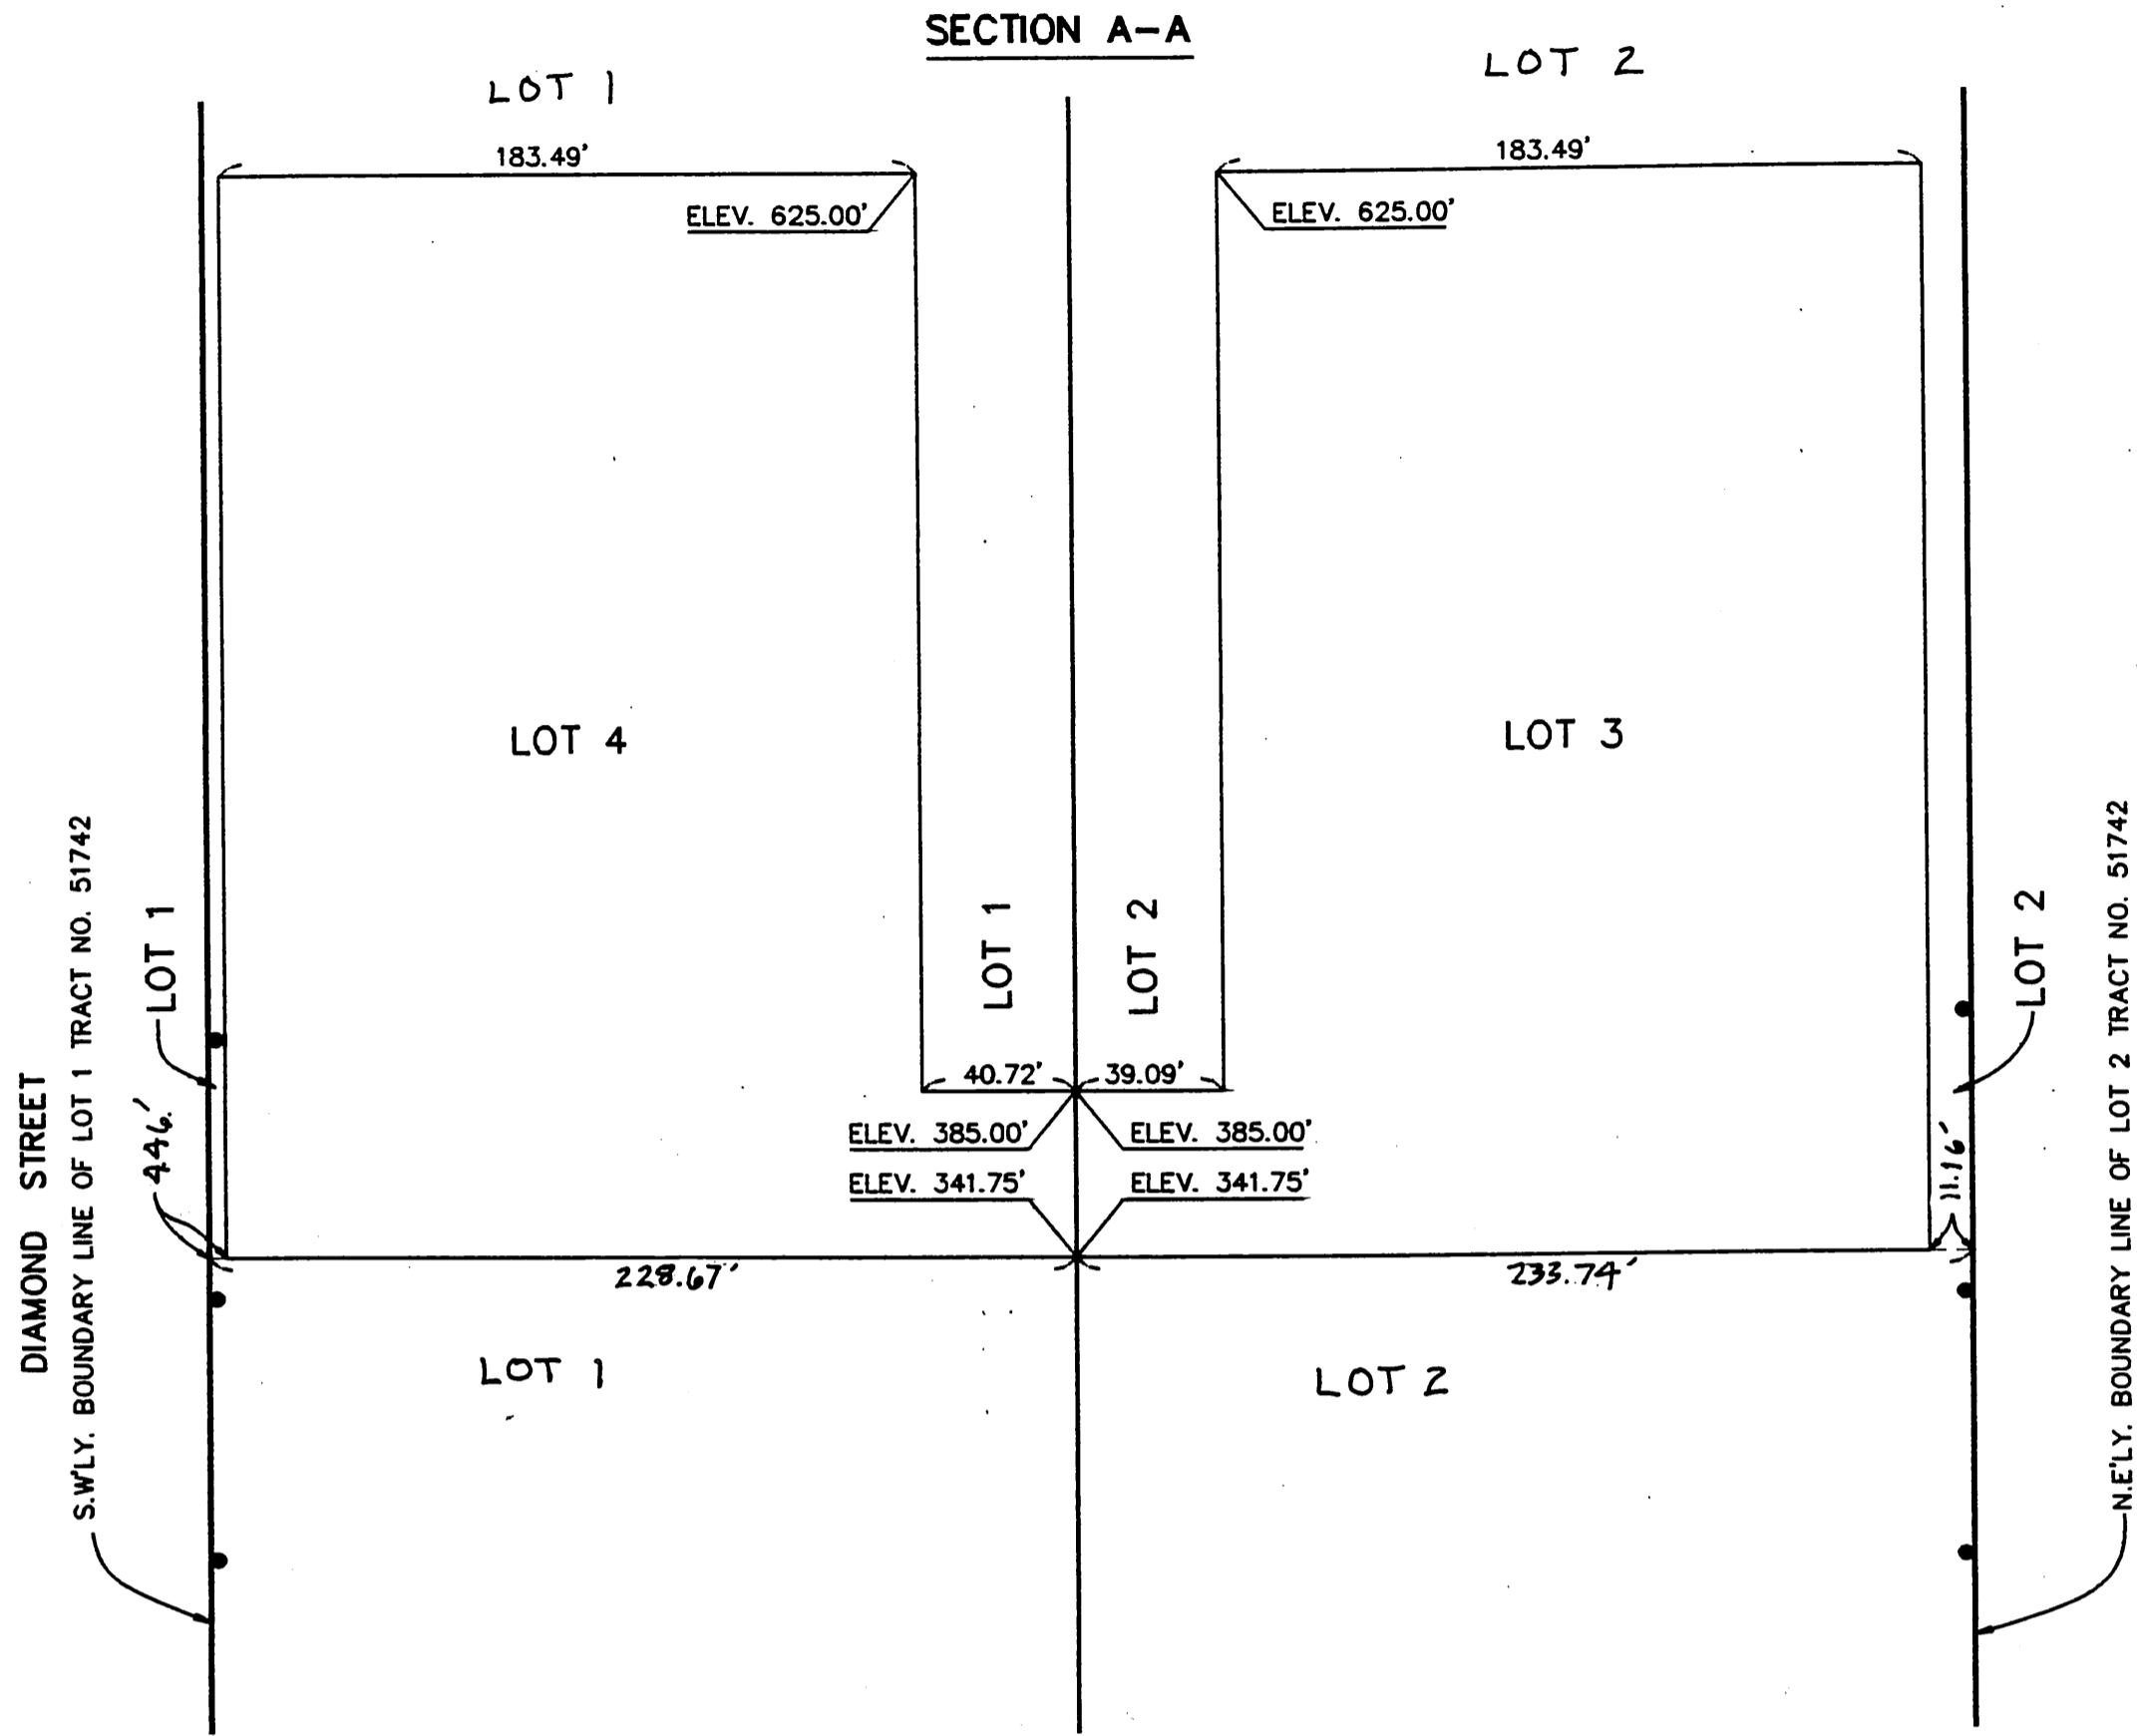 SECTION A-A
LOT 1
LOT 2
183.49'
183.49'
ELEV. 625.00'
ELEV. 625.00'
LOT 4
LOT 3
DIAMOND STREET
S.W'LY. BOUNDARY LINE OF LOT 1 TRACT NO. 51742
LOT 1
4.46'
LOT 1
LOT 2
LOT 2
11.16'
N.E'LY. BOUNDARY LINE OF LOT 2 TRACT NO. 51742
40.72'
39.09'
ELEV. 385.00'
ELEV. 385.00'
ELEV. 341.75'
ELEV. 341.75'
228.67'
233.74'
LOT 1
LOT 2